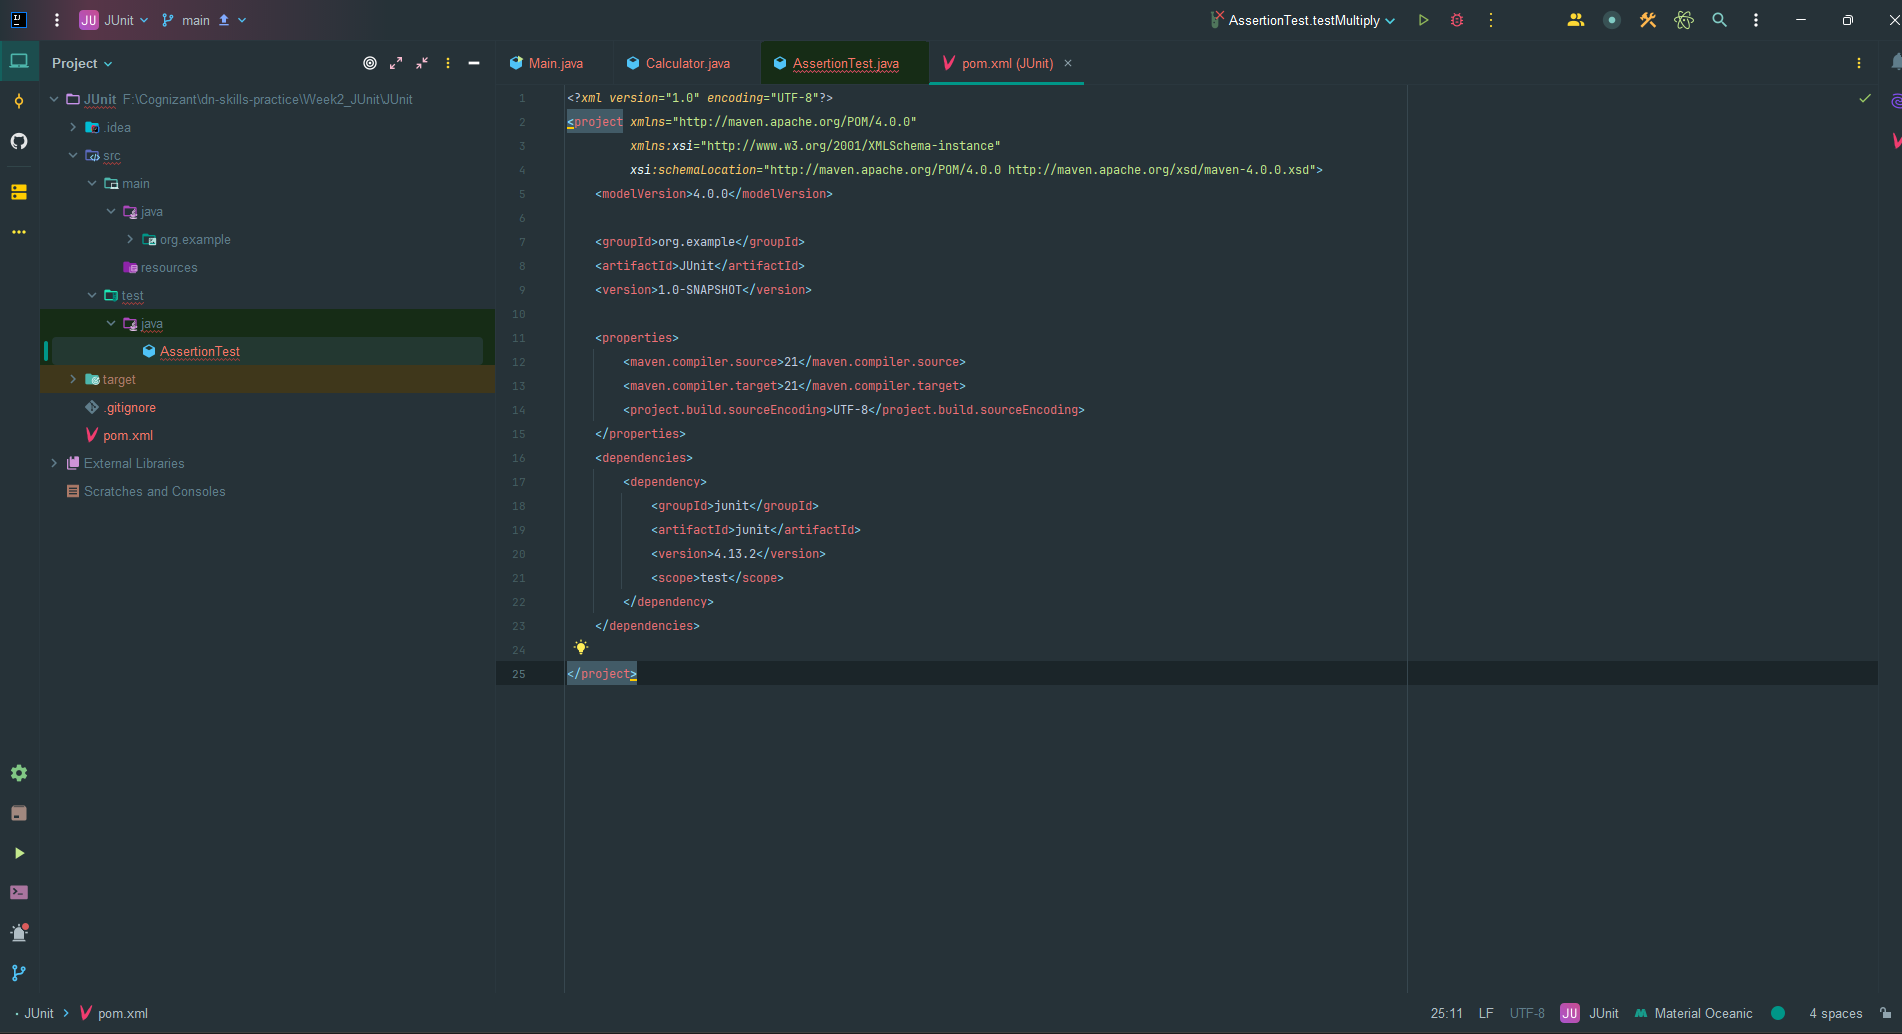 JU JUnit main AssertionTest.testMultiply
Project
Main.java Calculator.java AssertionTest.java pom.xml (JUnit)
JUnit F:\Cognizant\dn-skills-practice\Week2_JUnit\JUnit
.idea
src
main
java
org.example
resources
test
java
AssertionTest
target
.gitignore
pom.xml
External Libraries
Scratches and Consoles
1 <?xml version="1.0" encoding="UTF-8"?>
2 <project xmlns="http://maven.apache.org/POM/4.0.0"
3 xmlns:xsi="http://www.w3.org/2001/XMLSchema-instance"
4 xsi:schemaLocation="http://maven.apache.org/POM/4.0.0 http://maven.apache.org/xsd/maven-4.0.0.xsd">
5 <modelVersion>4.0.0</modelVersion>
6
7 <groupId>org.example</groupId>
8 <artifactId>JUnit</artifactId>
9 <version>1.0-SNAPSHOT</version>
10
11 <properties>
12 <maven.compiler.source>21</maven.compiler.source>
13 <maven.compiler.target>21</maven.compiler.target>
14 <project.build.sourceEncoding>UTF-8</project.build.sourceEncoding>
15 </properties>
16 <dependencies>
17 <dependency>
18 <groupId>junit</groupId>
19 <artifactId>junit</artifactId>
20 <version>4.13.2</version>
21 <scope>test</scope>
22 </dependency>
23 </dependencies>
24
25 </project>
JUnit pom.xml 25:11 LF UTF-8 JU JUnit Material Oceanic 4 spaces